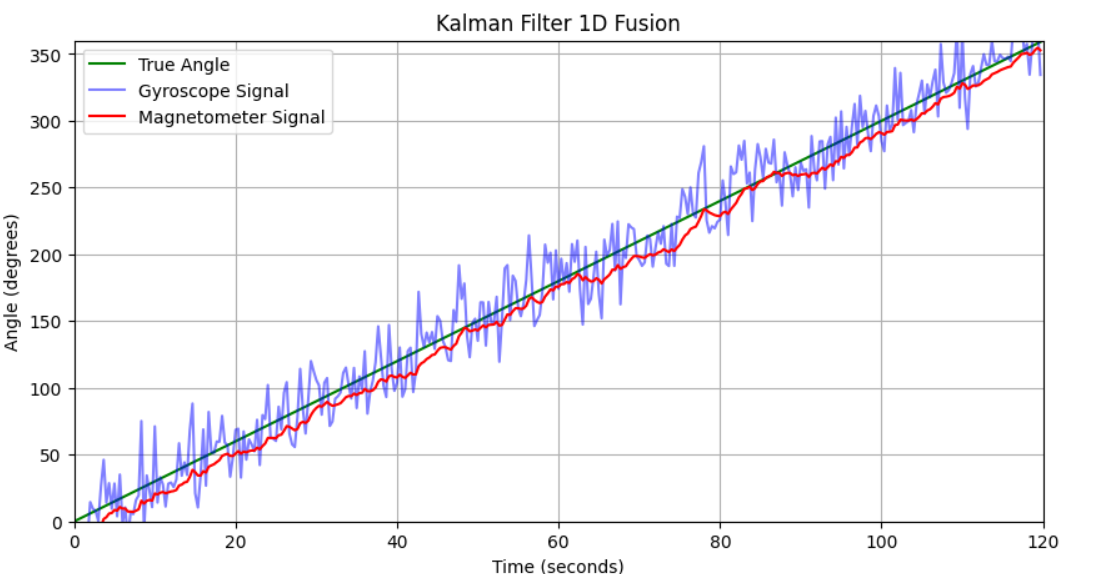 Kalman Filter 1D Fusion
True Angle
Gyroscope Signal
Magnetometer Signal
350
300
250
200
150
100
50
0
Angle (degrees)
0 20 40 60 80 100 120
Time (seconds)